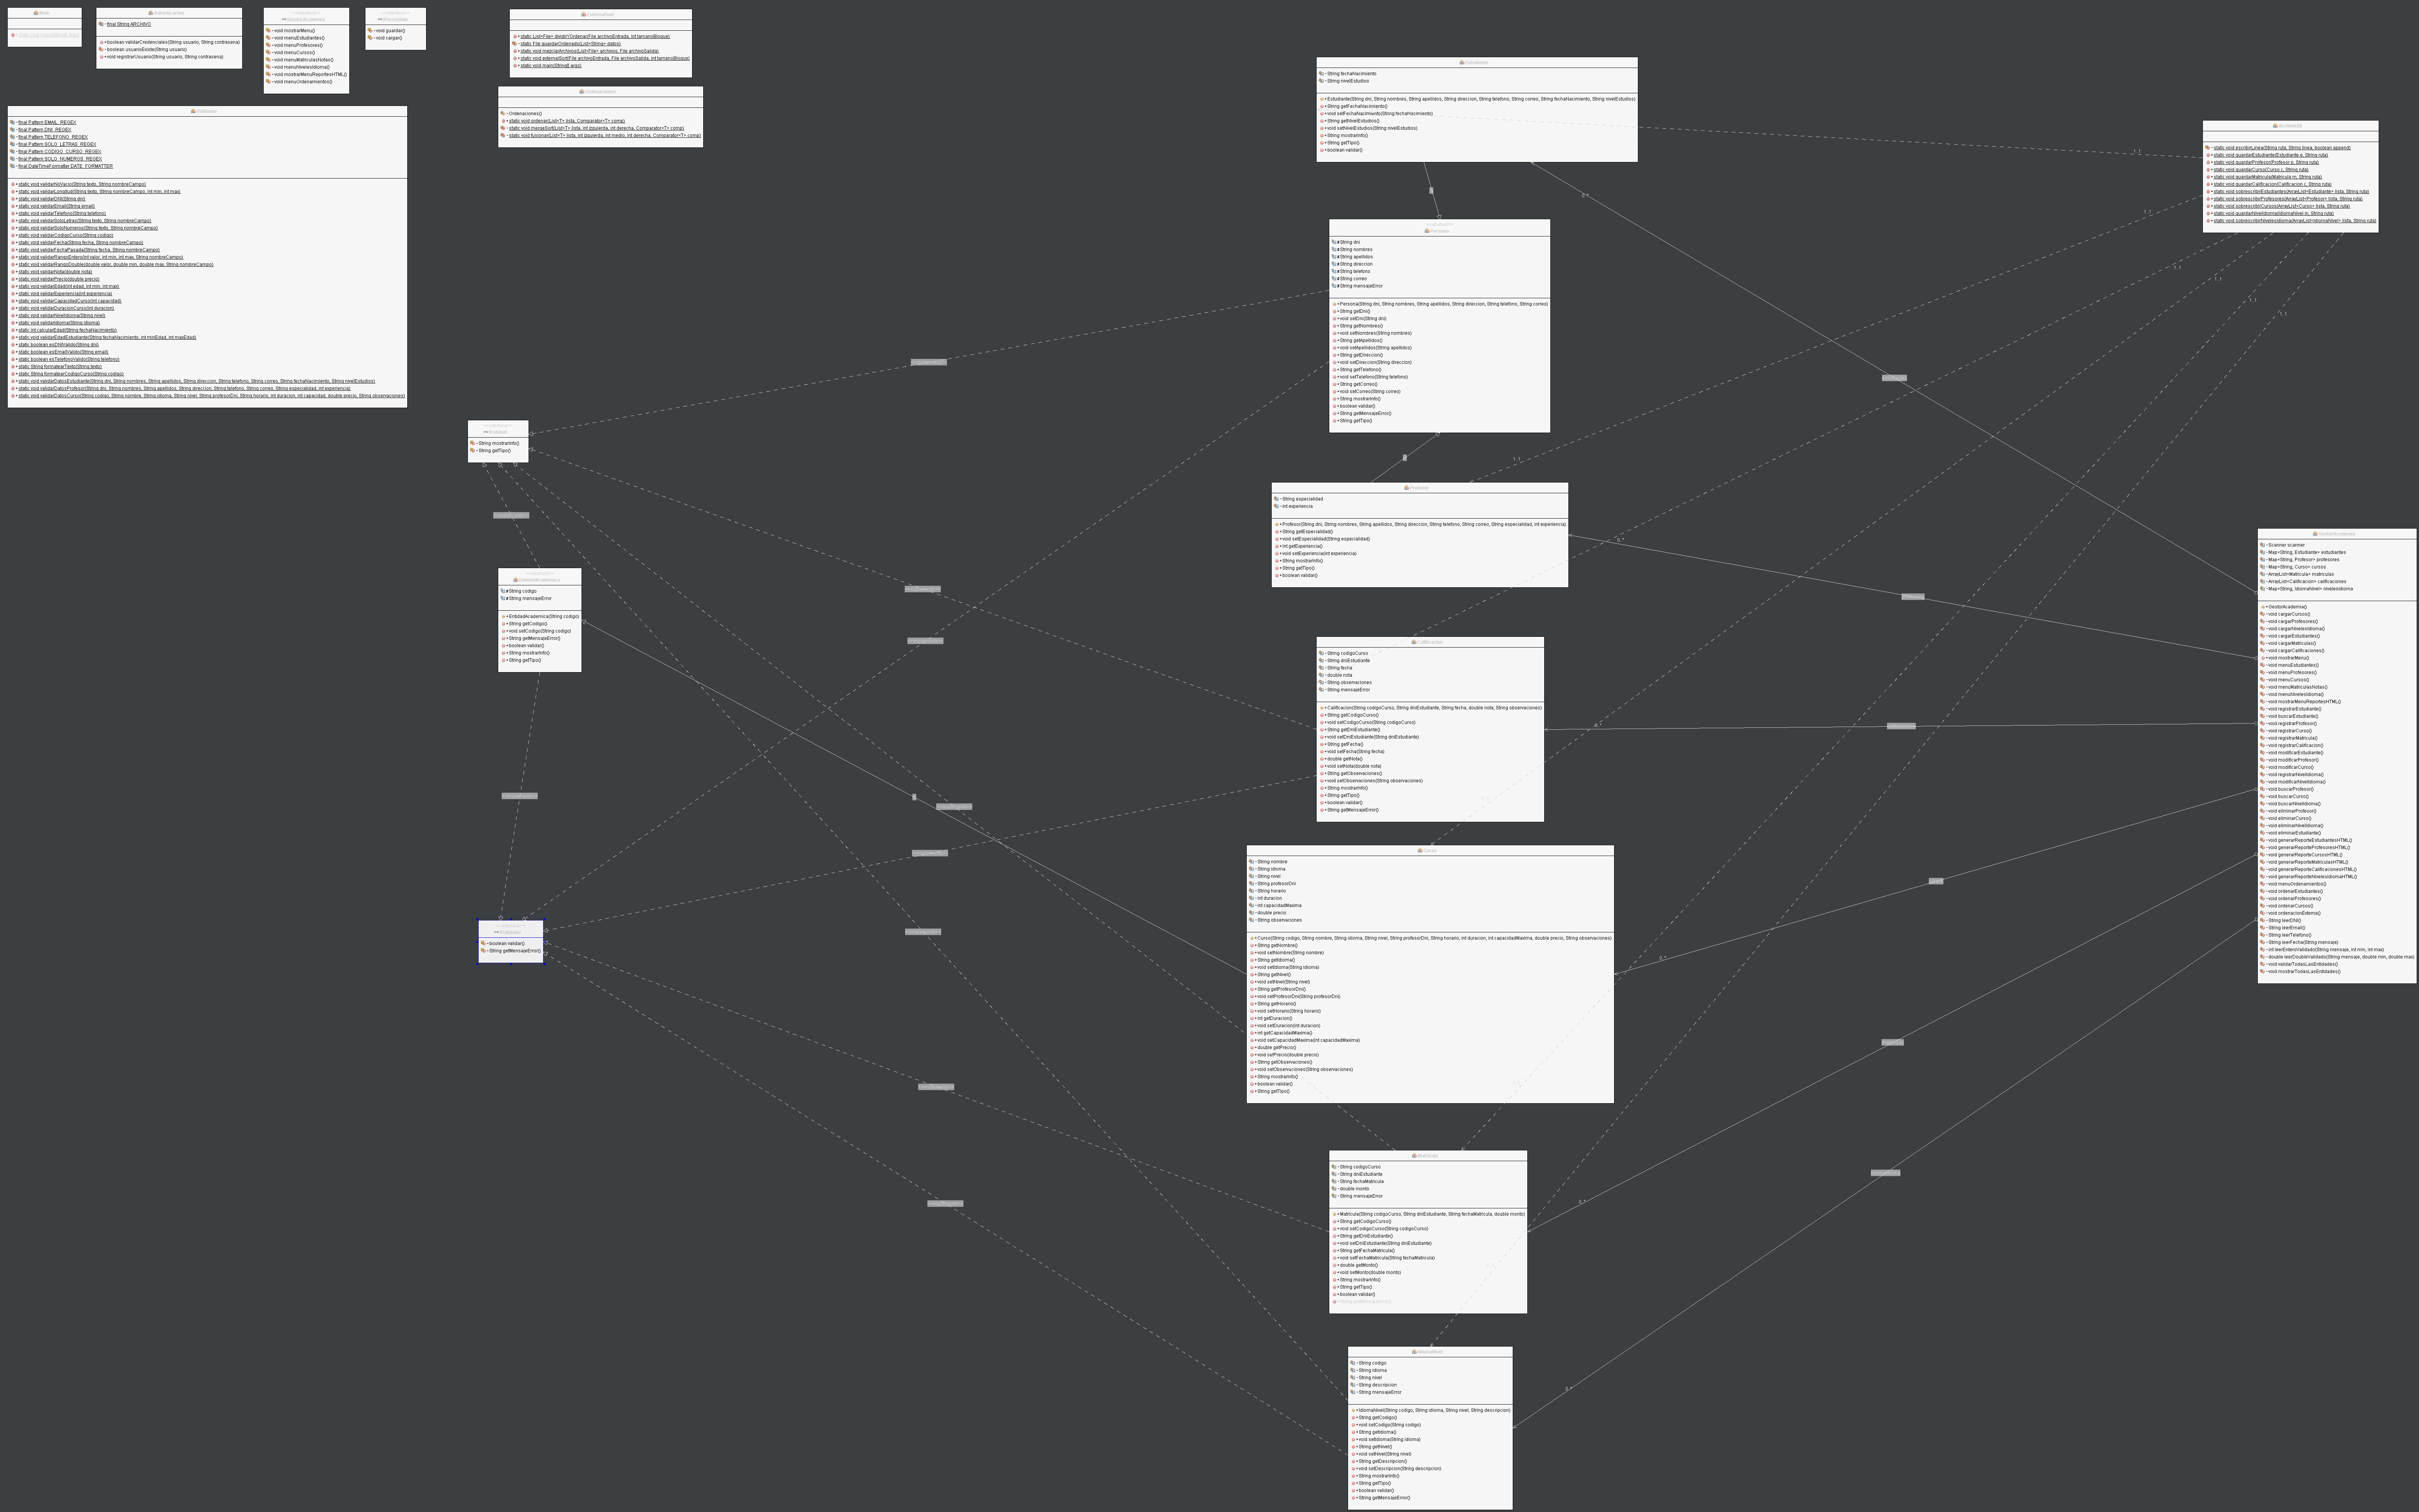 Main
Autenticacion
-final String ARCHIVO
+boolean validarCredenciales(String usuario, String contrasena)
-boolean usuarioExiste(String usuario)
+void registrarUsuario(String usuario, String contrasena)
~void mostrarMenu()
~void menuEstudiantes()
~void menuProfesores()
~void menuCursos()
~void menuMatriculasNotas()
~void menuNivelesIdioma()
~void mostrarMenuReportesHTML()
~void menuOrdenamientos()
~void guardar()
~void cargar()
ExternalSort
+static List<File> dividirYOrdenar(File archivoEntrada, int tamanoBloque)
-static File guardarOrdenado(List<String> datos)
+static void mezclarArchivos(List<File> archivos, File archivoSalida)
+static void externalSort(File archivoEntrada, File archivoSalida, int tamanoBloque)
+static void main(String[] args)
Ordenaciones
-Ordenaciones()
+static void ordenar(List<T> lista, Comparator<T> comp)
-static void mergeSort(List<T> lista, int izquierda, int derecha, Comparator<T> comp)
-static void fusionar(List<T> lista, int izquierda, int medio, int derecha, Comparator<T> comp)
Validador
-final Pattern EMAIL_REGEX
-final Pattern DNI_REGEX
-final Pattern TELEFONO_REGEX
-final Pattern SOLO_LETRAS_REGEX
-final Pattern CODIGO_CURSO_REGEX
-final Pattern SOLO_NUMEROS_REGEX
-final DateTimeFormatter DATE_FORMATTER
+static void validarNoVacio(String texto, String nombreCampo)
+static void validarLongitud(String texto, String nombreCampo, int min, int max)
+static void validarDNI(String dni)
+static void validarEmail(String email)
+static void validarTelefono(String telefono)
+static void validarSoloLetras(String texto, String nombreCampo)
+static void validarSoloNumeros(String texto, String nombreCampo)
+static void validarCodigoCurso(String codigo)
+static void validarFecha(String fecha, String nombreCampo)
+static void validarFechaPasada(String fecha, String nombreCampo)
+static void validarRangoEntero(int valor, int min, int max, String nombreCampo)
+static void validarRangoDouble(double valor, double min, double max, String nombreCampo)
+static void validarNota(double nota)
+static void validarPrecio(double precio)
+static void validarEdad(int edad, int min, int max)
+static void validarExperiencia(int experiencia)
+static void validarCapacidadCurso(int capacidad)
+static void validarDuracionCurso(int duracion)
+static void validarNivelIdioma(String nivel)
+static void validarIdioma(String idioma)
+static int calcularEdad(String fechaNacimiento)
+static void validarEdadEstudiante(String fechaNacimiento, int minEdad, int maxEdad)
+static boolean esDNIValido(String dni)
+static boolean esEmailValido(String email)
+static boolean esTelefonoValido(String telefono)
+static String formatearTexto(String texto)
+static String formatearCodigoCurso(String codigo)
+static void validarDatosEstudiante(String dni, String nombres, String apellidos, String direccion, String telefono, String correo, String fechaNacimiento, String nivelEstudios)
+static void validarDatosProfesor(String dni, String nombres, String apellidos, String direccion, String telefono, String correo, String especialidad, int experiencia)
+static void validarDatosCurso(String codigo, String nombre, String idioma, String nivel, String profesorDni, String horario, int duracion, int capacidad, double precio, String observaciones)
~String mostrarInfo()
~String getTipo()
EntidadAcademica
#String codigo
#String mensajeError
+EntidadAcademica(String codigo)
+String getCodigo()
+void setCodigo(String codigo)
+String getMensajeError()
+boolean validar()
+String mostrarInfo()
+String getTipo()
~boolean validar()
~String getMensajeError()
Estudiante
-String fechaNacimiento
-String nivelEstudios
+Estudiante(String dni, String nombres, String apellidos, String direccion, String telefono, String correo, String fechaNacimiento, String nivelEstudios)
+String getFechaNacimiento()
+void setFechaNacimiento(String fechaNacimiento)
+String getNivelEstudios()
+void setNivelEstudios(String nivelEstudios)
+String mostrarInfo()
+String getTipo()
+boolean validar()
Persona
#String dni
#String nombres
#String apellidos
#String direccion
#String telefono
#String correo
#String mensajeError
+Persona(String dni, String nombres, String apellidos, String direccion, String telefono, String correo)
+String getDni()
+void setDni(String dni)
+String getNombres()
+void setNombres(String nombres)
+String getApellidos()
+void setApellidos(String apellidos)
+String getDireccion()
+void setDireccion(String direccion)
+String getTelefono()
+void setTelefono(String telefono)
+String getCorreo()
+void setCorreo(String correo)
+String mostrarInfo()
+boolean validar()
+String getMensajeError()
+String getTipo()
Profesor
-String especialidad
-int experiencia
+Profesor(String dni, String nombres, String apellidos, String direccion, String telefono, String correo, String especialidad, int experiencia)
+String getEspecialidad()
+void setEspecialidad(String especialidad)
+int getExperiencia()
+void setExperiencia(int experiencia)
+String mostrarInfo()
+String getTipo()
+boolean validar()
Calificacion
-String codigoCurso
-String dniEstudiante
-String fecha
-double nota
-String observaciones
-String mensajeError
+Calificacion(String codigoCurso, String dniEstudiante, String fecha, double nota, String observaciones)
+String getCodigoCurso()
+void setCodigoCurso(String codigoCurso)
+String getDniEstudiante()
+void setDniEstudiante(String dniEstudiante)
+String getFecha()
+void setFecha(String fecha)
+double getNota()
+void setNota(double nota)
+String getObservaciones()
+void setObservaciones(String observaciones)
+String mostrarInfo()
+String getTipo()
+boolean validar()
+String getMensajeError()
Curso
-String nombre
-String idioma
-String nivel
-String profesorDni
-String horario
-int duracion
-int capacidadMaxima
-double precio
-String observaciones
+Curso(String codigo, String nombre, String idioma, String nivel, String profesorDni, String horario, int duracion, int capacidadMaxima, double precio, String observaciones)
+String getNombre()
+void setNombre(String nombre)
+String getIdioma()
+void setIdioma(String idioma)
+String getNivel()
+void setNivel(String nivel)
+String getProfesorDni()
+void setProfesorDni(String profesorDni)
+String getHorario()
+void setHorario(String horario)
+int getDuracion()
+void setDuracion(int duracion)
+int getCapacidadMaxima()
+void setCapacidadMaxima(int capacidadMaxima)
+double getPrecio()
+void setPrecio(double precio)
+String getObservaciones()
+void setObservaciones(String observaciones)
+String mostrarInfo()
+boolean validar()
+String getTipo()
Matricula
-String codigoCurso
-String dniEstudiante
-String fechaMatricula
-double monto
-String mensajeError
+Matricula(String codigoCurso, String dniEstudiante, String fechaMatricula, double monto)
+String getCodigoCurso()
+void setCodigoCurso(String codigoCurso)
+String getDniEstudiante()
+void setDniEstudiante(String dniEstudiante)
+String getFechaMatricula()
+void setFechaMatricula(String fechaMatricula)
+double getMonto()
+void setMonto(double monto)
+String mostrarInfo()
+String getTipo()
+boolean validar()
+String getMensajeError()
IdiomaNivel
-String codigo
-String idioma
-String nivel
-String descripcion
-String mensajeError
+IdiomaNivel(String codigo, String idioma, String nivel, String descripcion)
+String getCodigo()
+void setCodigo(String codigo)
+String getIdioma()
+void setIdioma(String idioma)
+String getNivel()
+void setNivel(String nivel)
+String getDescripcion()
+void setDescripcion(String descripcion)
+String mostrarInfo()
+String getTipo()
+boolean validar()
+String getMensajeError()
-static void escribirLinea(String ruta, String linea, boolean append)
+static void guardarEstudiante(Estudiante e, String ruta)
+static void guardarProfesor(Profesor p, String ruta)
+static void guardarCurso(Curso c, String ruta)
+static void guardarMatricula(Matricula m, String ruta)
+static void guardarCalificacion(Calificacion c, String ruta)
+static void sobrescribirEstudiantes(ArrayList<Estudiante> lista, String ruta)
+static void sobrescribirProfesores(ArrayList<Profesor> lista, String ruta)
+static void sobrescribirCursos(ArrayList<Curso> lista, String ruta)
+static void guardarNivelIdioma(IdiomaNivel in, String ruta)
+static void sobrescribirNivelesIdioma(ArrayList<IdiomaNivel> lista, String ruta)
GestorAcademia
-Scanner scanner
-Map<String, Estudiante> estudiantes
-Map<String, Profesor> profesores
-Map<String, Curso> cursos
-ArrayList<Matricula> matriculas
-ArrayList<Calificacion> calificaciones
-Map<String, IdiomaNivel> nivelesIdioma
+GestorAcademia()
-void cargarCursos()
-void cargarProfesores()
-void cargarNivelesIdioma()
-void cargarEstudiantes()
-void cargarMatriculas()
-void cargarCalificaciones()
+void mostrarMenu()
-void menuEstudiantes()
-void menuProfesores()
-void menuCursos()
-void menuMatriculasNotas()
-void menuNivelesIdioma()
-void mostrarMenuReportesHTML()
-void registrarEstudiante()
-void buscarEstudiante()
-void registrarProfesor()
-void registrarCurso()
-void registrarMatricula()
-void registrarCalificacion()
-void modificarEstudiante()
-void modificarProfesor()
-void modificarCurso()
-void registrarNivelIdioma()
-void modificarNivelIdioma()
-void buscarProfesor()
-void buscarCurso()
-void buscarNivelIdioma()
-void eliminarProfesor()
-void eliminarCurso()
-void eliminarNivelIdioma()
-void eliminarEstudiante()
-void generarReporteEstudiantesHTML()
-void generarReporteProfesoresHTML()
-void generarReporteCursosHTML()
-void generarReporteMatriculasHTML()
-void generarReporteCalificacionesHTML()
-void generarReporteNivelesIdiomaHTML()
-void menuOrdenamientos()
-void ordenarEstudiantes()
-void ordenarProfesores()
-void ordenarCursos()
-void ordenacionExterna()
-String leerDNI()
-String leerEmail()
-String leerTelefono()
-String leerFecha(String mensaje)
-int leerEnteroValidado(String mensaje, int min, int max)
-double leerDoubleValidado(String mensaje, double min, double max)
-void validarTodasLasEntidades()
-void mostrarTodasLasEntidades()
1..1
1..1
1..1
1..1
1..1
1..1
1..1
0..*
0..*
0..*
0..*
0..*